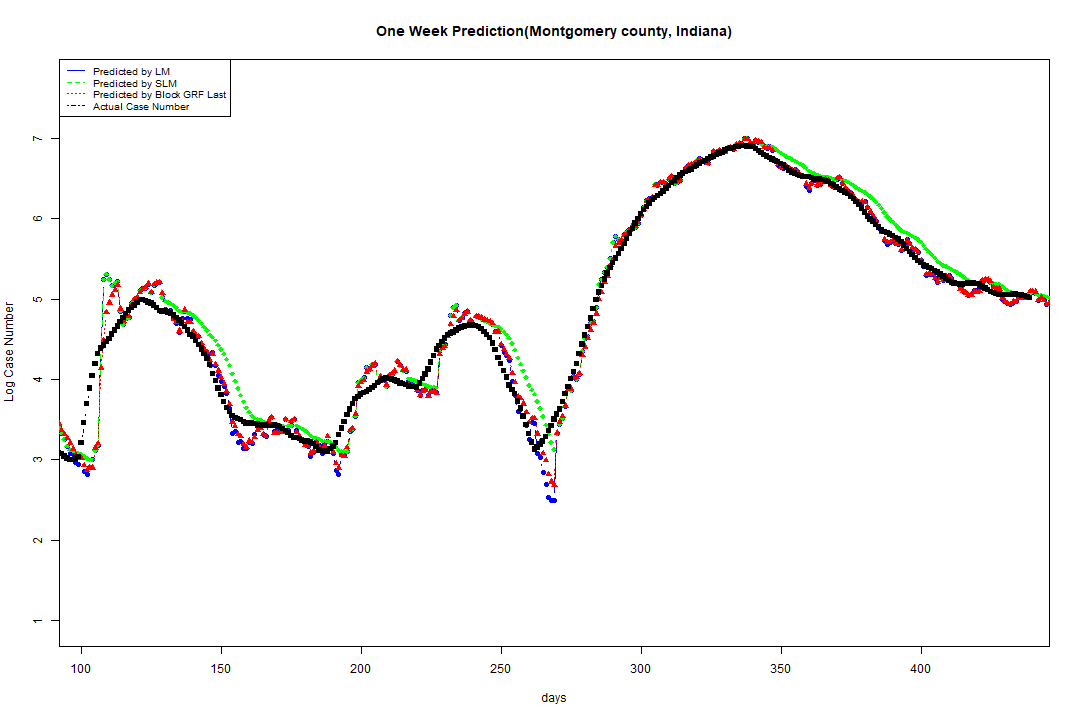 One Week Prediction(Montgomery county, Indiana)
Predicted by LM
Predicted by SLM
Predicted by Block GRF Last
Actual Case Number
7
6
5
4
3
2
1
Log Case Number
100 150 200 250 300 350 400
days